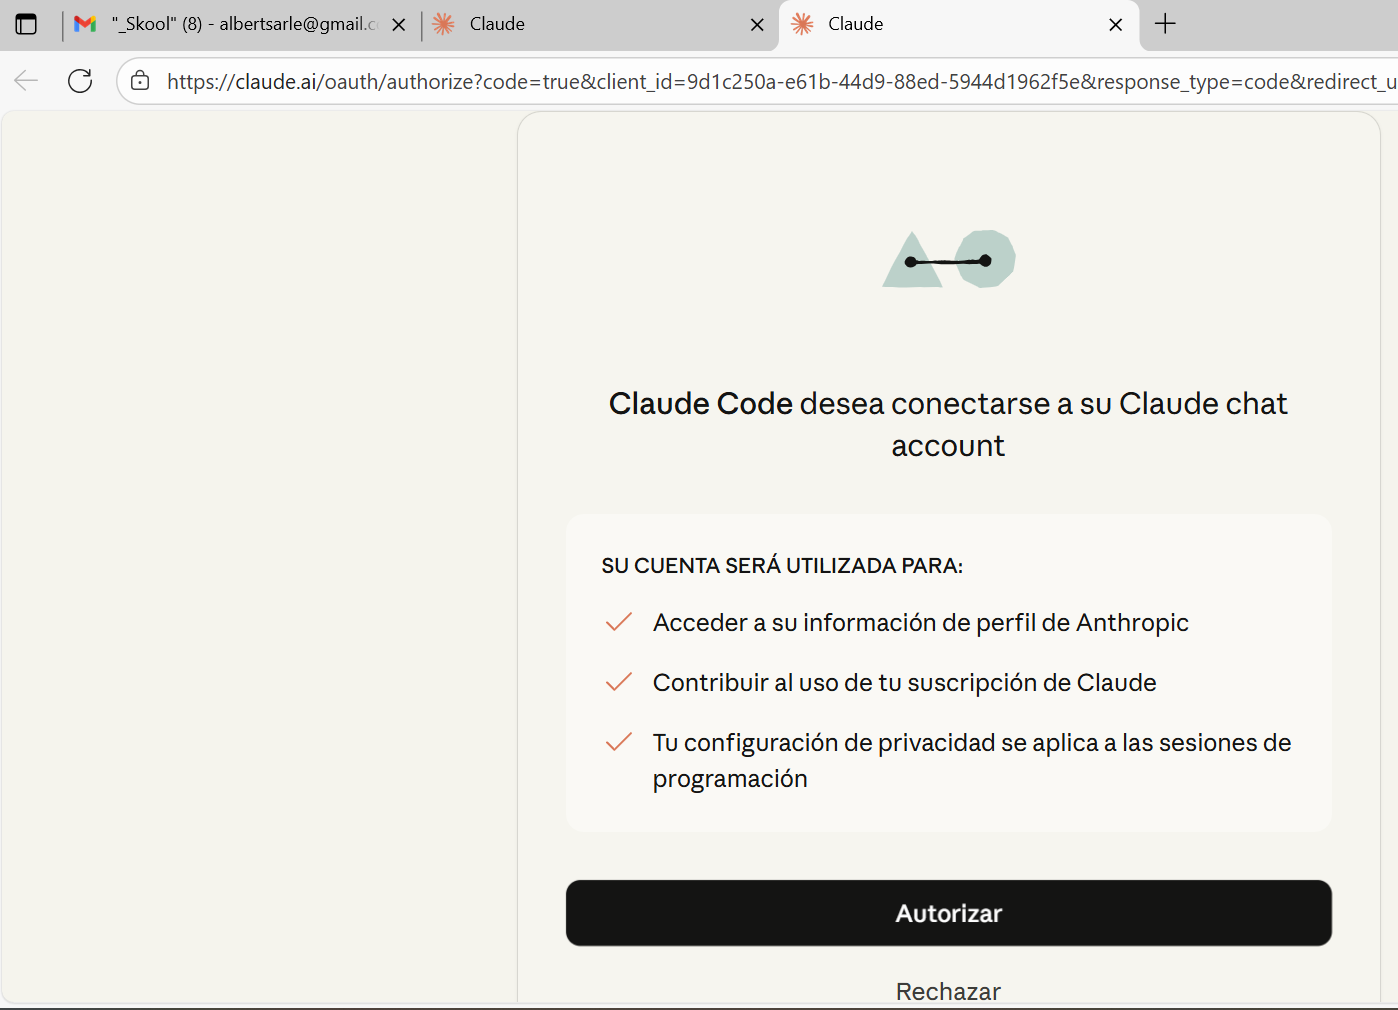 "_Skool" (8) - albertsarle@gmail.c
Claude
Claude
https://claude.ai/oauth/authorize?code=true&client_id=9d1c250a-e61b-44d9-88ed-5944d1962f5e&response_type=code&redirect_u
Claude Code desea conectarse a su Claude chat
account
SU CUENTA SERÁ UTILIZADA PARA:
Acceder a su información de perfil de Anthropic
Contribuir al uso de tu suscripción de Claude
Tu configuración de privacidad se aplica a las sesiones de
programación
Autorizar
Rechazar